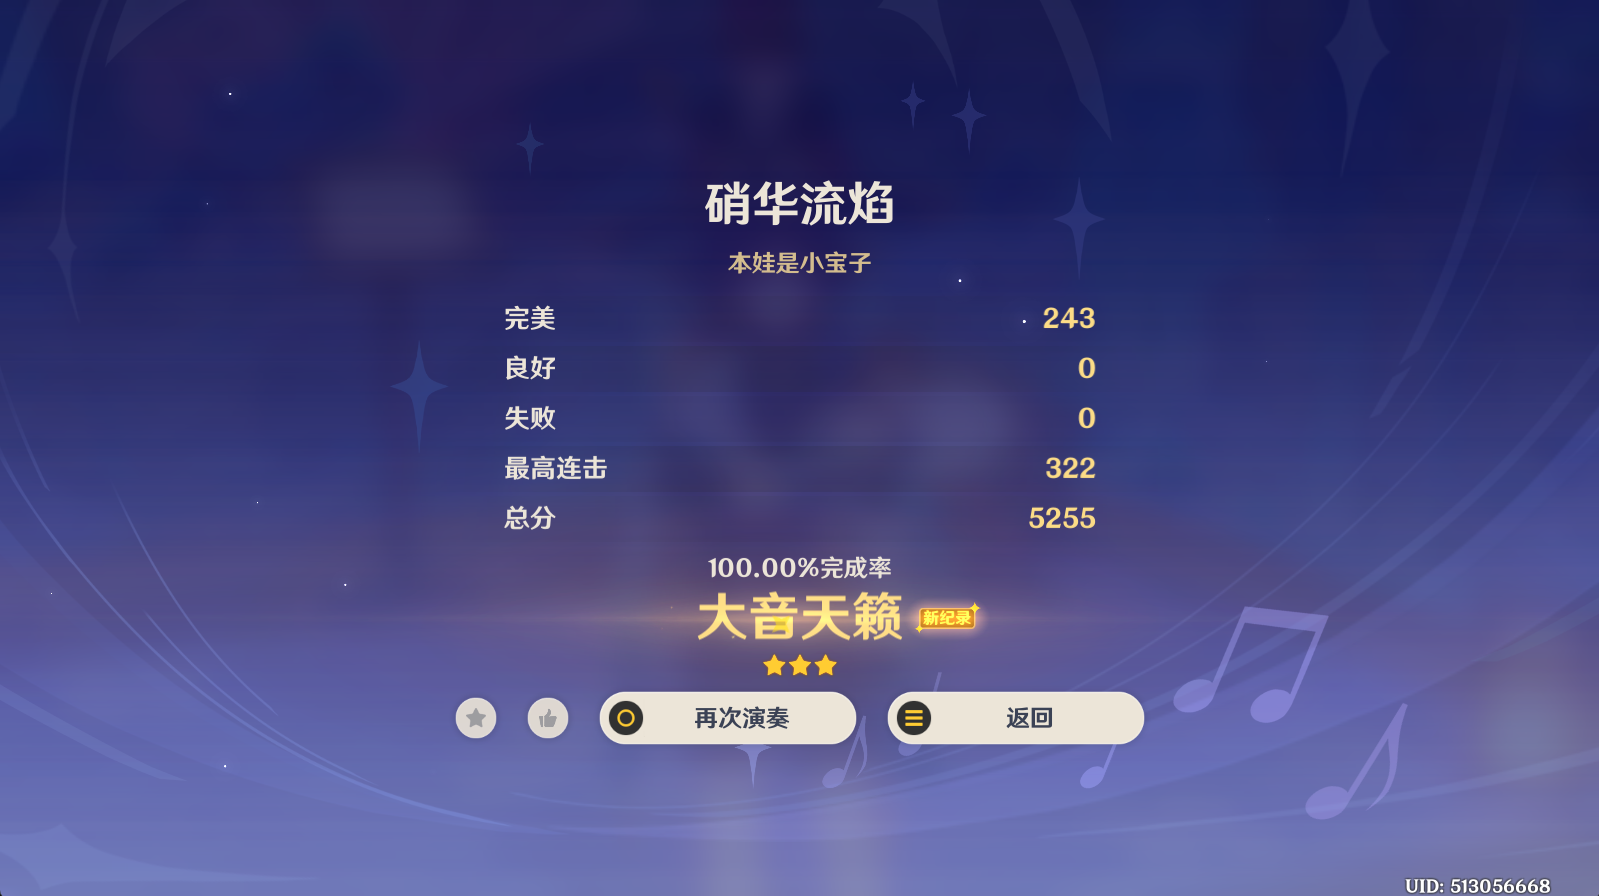 硝华流焰
本娃是小宝子
完美 243
良好 0
失败 0
最高连击 322
总分 5255
100.00%完成率
大音天籁 新纪录
再次演奏 返回
UID: 513056668